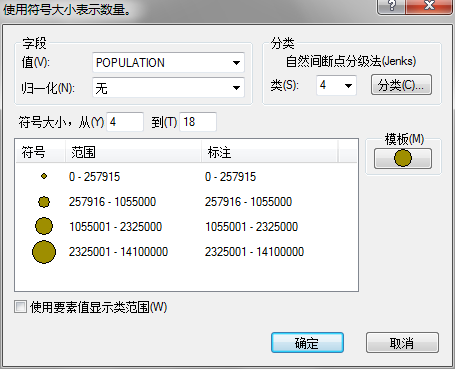 使用符号大小表示数量。
字段
值(V):
POPULATION
归一化(N):
无
分类
自然间断点分级法(Jenks)
类(S):
4
分类(C)...
符号大小，从(Y)
4
到(T)
18
模板(M)
符号 范围 标注
0 - 257915 0 - 257915
257916 - 1055000 257916 - 1055000
1055001 - 2325000 1055001 - 2325000
2325001 - 14100000 2325001 - 14100000
使用要素值显示类范围(W)
确定 取消